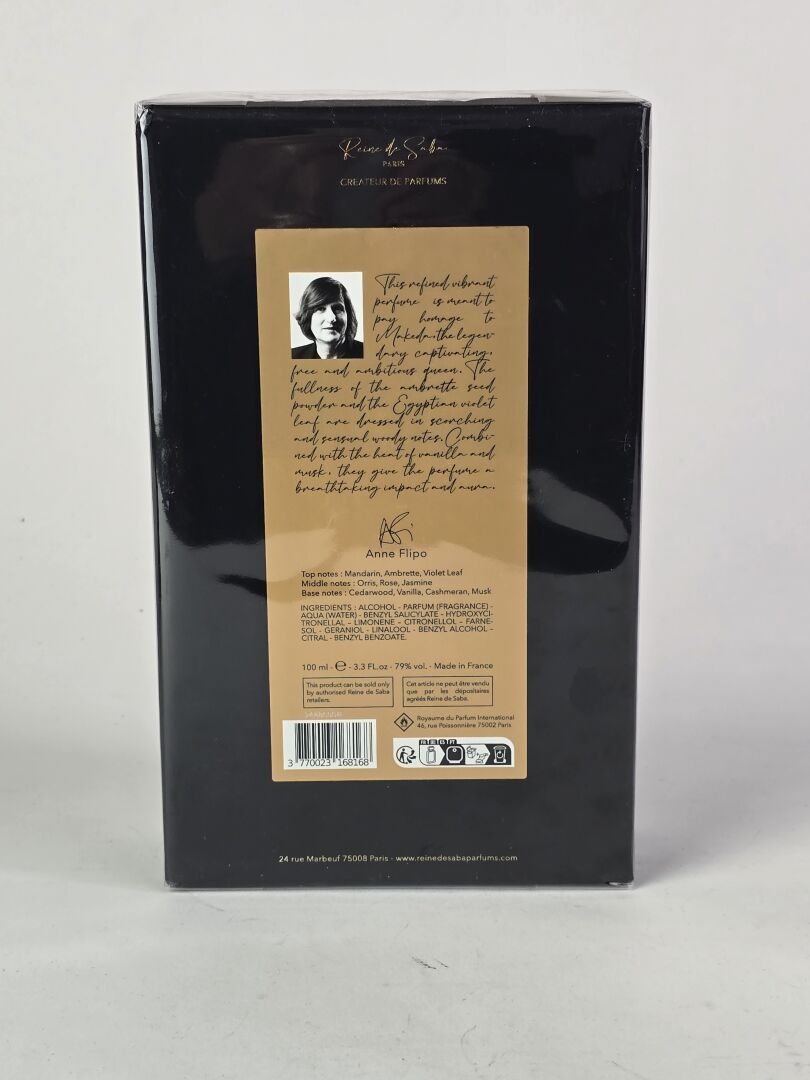 Reine de Saba
PARIS
CREATEUR DE PARFUMS
This refined vibrant
perfume is meant to
pay homage to
Makeda, the legen-
dary captivating,
free and ambitious queen. The
fullness of the ambrette seed
powder and the Egyptian violet
leaf are dressed in scorching
and sensual woody notes. Combi-
ned with the heat of vanilla and
musk, they give the perfume a
breathtaking impact and aura.
Anne Flipo
Top notes : Mandarin, Ambrette, Violet Leaf
Middle notes : Orris, Rose, Jasmine
Base notes : Cedarwood, Vanilla, Cashmeran, Musk
INGREDIENTS : ALCOHOL - PARFUM (FRAGRANCE) -
AQUA (WATER) - BENZYL SALICYLATE - HYDROXYCI-
TRONELLAL - LIMONENE - CITRONELLOL - FARNE-
SOL - GERANIOL - LINALOOL - BENZYL ALCOHOL -
CITRAL - BENZYL BENZOATE.
100 ml - e - 3.3 FL.oz - 79% vol. - Made in France
This product can be sold only
by authorised Reine de Saba
retailers.
Cet article ne peut être vendu
que par les dépositaires
agréés Reine de Saba.
Royaume du Parfum International
46, rue Poissonnière 75002 Paris
3 770023 168168
24 rue Marbeuf 75008 Paris - www.reinedesabaparfums.com